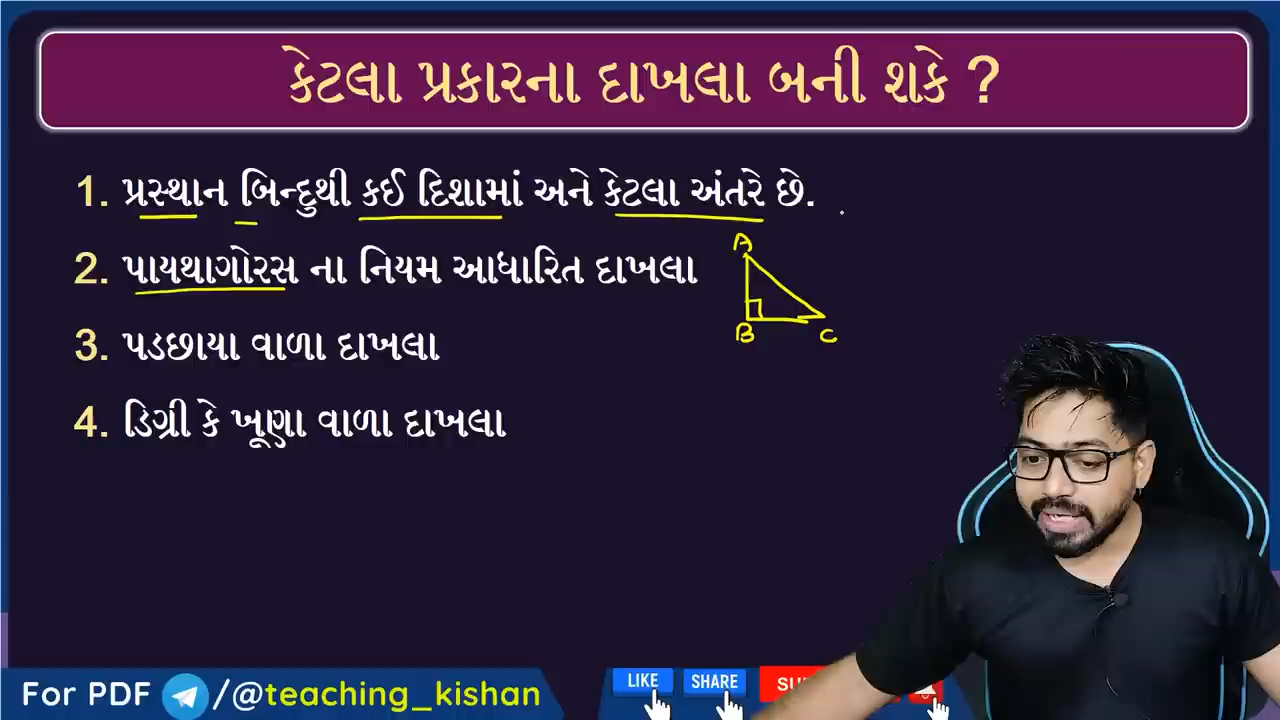 કેટલા પ્રકારના દાખલા બની શકે ?
1. પ્રસ્થાન બિન્દુથી કઈ દિશામાં અને કેટલા અંતરે છે.
2. પાયથાગોરસ ના નિયમ આધારિત દાખલા
A
B C
3. પડછાયા વાળા દાખલા
4. ડિગ્રી કે ખૂણા વાળા દાખલા
For PDF /@teaching_kishan
LIKE SHARE